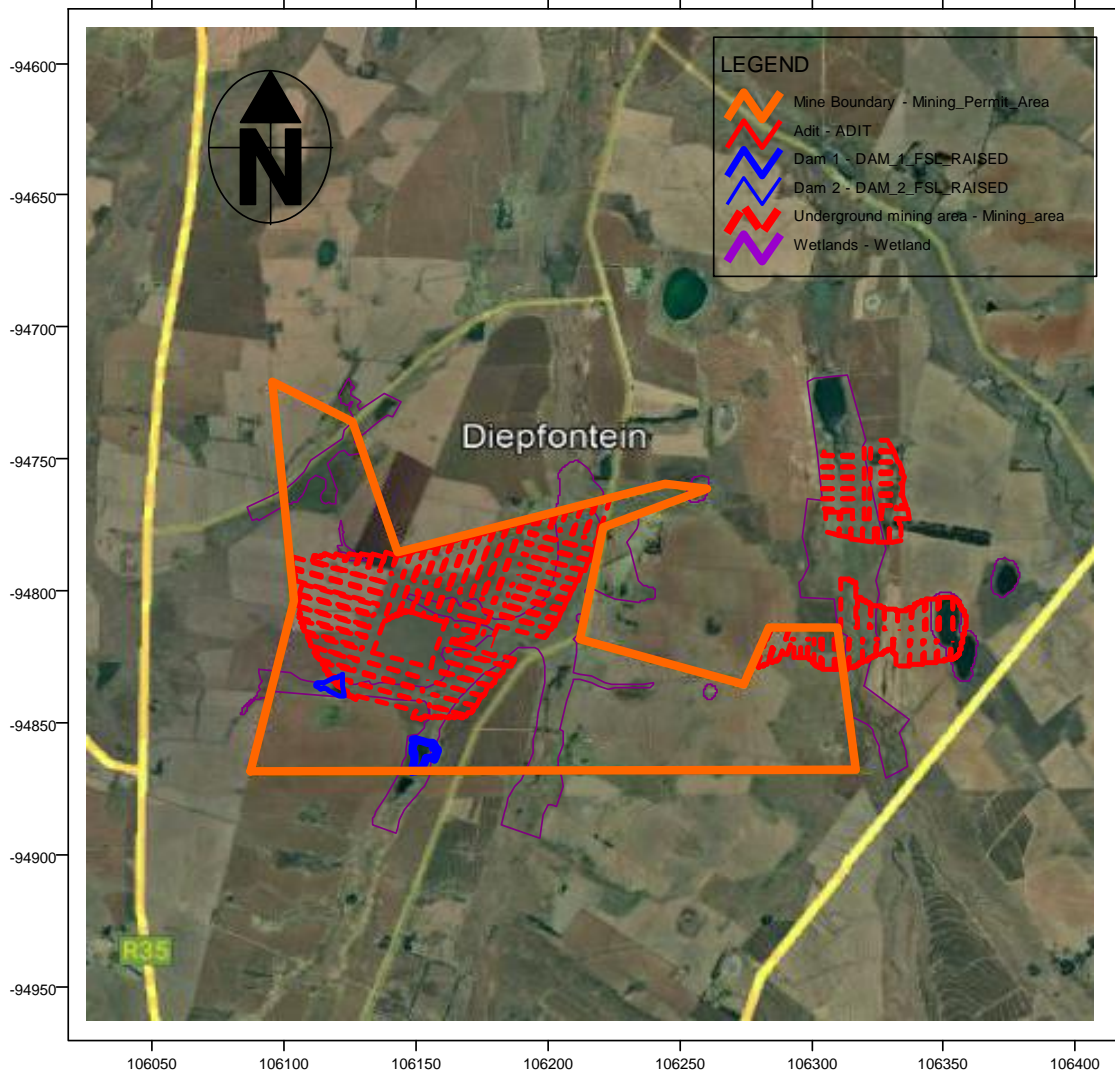 LEGEND
Mine Boundary - Mining_Permit_Area
Adit - ADIT
Dam 1 - DAM_1_FSL_RAISED
Dam 2 - DAM_2_FSL_RAISED
Underground mining area - Mining_area
Wetlands - Wetland
N
Diepfontein
R35
-94600
-94650
-94700
-94750
-94800
-94850
-94900
-94950
106050
106100
106150
106200
106250
106300
106350
106400